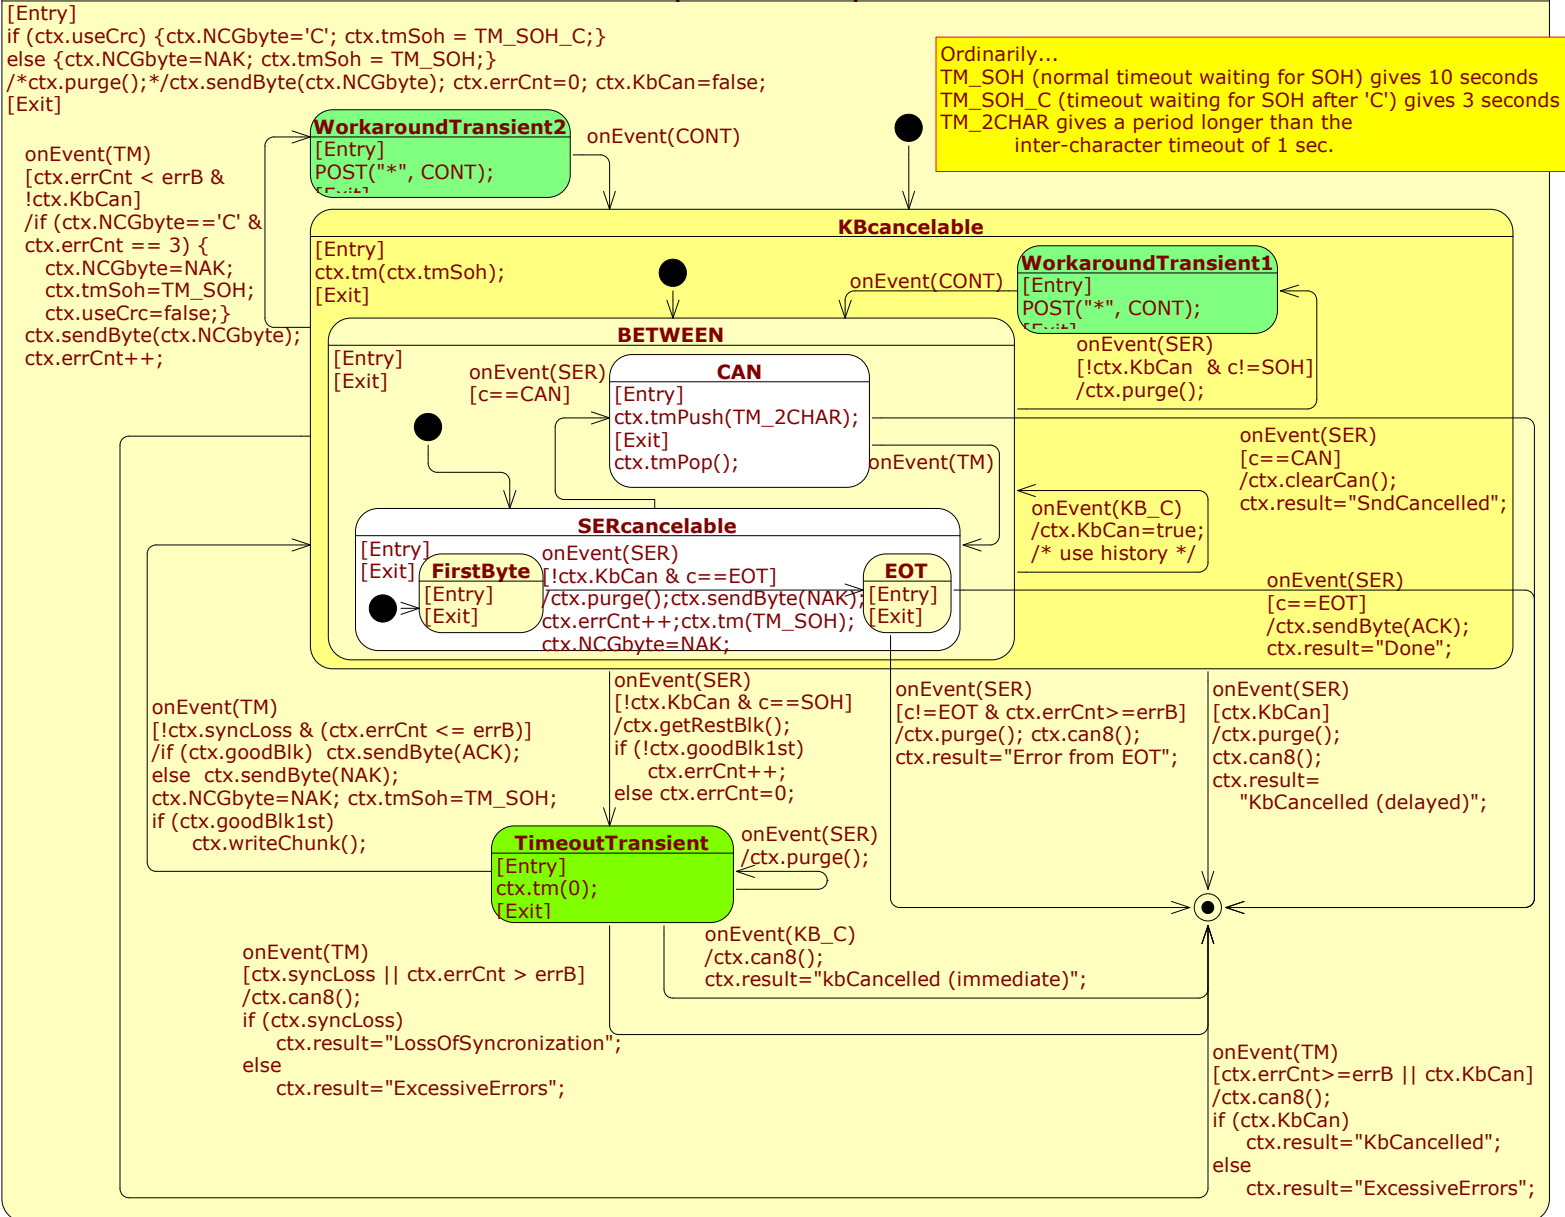 [Entry]
if (ctx.useCrc) {ctx.NCGbyte='C'; ctx.tmSoh = TM_SOH_C;}
else {ctx.NCGbyte=NAK; ctx.tmSoh = TM_SOH;}
/*ctx.purge();*/ctx.sendByte(ctx.NCGbyte); ctx.errCnt=0; ctx.KbCan=false;
[Exit]
Ordinarily...
TM_SOH (normal timeout waiting for SOH) gives 10 seconds
TM_SOH_C (timeout waiting for SOH after 'C') gives 3 seconds
TM_2CHAR gives a period longer than the
inter-character timeout of 1 sec.
WorkaroundTransient2
[Entry]
POST("*", CONT);
[Exit]
onEvent(CONT)
onEvent(TM)
[ctx.errCnt < errB &
!ctx.KbCan]
/if (ctx.NCGbyte=='C' &
ctx.errCnt == 3) {
ctx.NCGbyte=NAK;
ctx.tmSoh=TM_SOH;
ctx.useCrc=false;}
ctx.sendByte(ctx.NCGbyte);
ctx.errCnt++;
KBcancelable
[Entry]
ctx.tm(ctx.tmSoh);
[Exit]
WorkaroundTransient1
[Entry]
POST("*", CONT);
[Exit]
onEvent(CONT)
onEvent(SER)
[!ctx.KbCan  & c!=SOH]
/ctx.purge();
BETWEEN
[Entry]
[Exit]
onEvent(SER)
[c==CAN]
CAN
[Entry]
ctx.tmPush(TM_2CHAR);
[Exit]
ctx.tmPop();
onEvent(TM)
onEvent(SER)
[c==CAN]
/ctx.clearCan();
ctx.result="SndCancelled";
onEvent(KB_C)
/ctx.KbCan=true;
/* use history */
SERcancelable
[Entry]
[Exit]
FirstByte
[Entry]
[Exit]
onEvent(SER)
[!ctx.KbCan & c==EOT]
/ctx.purge();ctx.sendByte(NAK);
ctx.errCnt++;ctx.tm(TM_SOH);
ctx.NCGbyte=NAK;
EOT
[Entry]
[Exit]
onEvent(SER)
[c==EOT]
/ctx.sendByte(ACK);
ctx.result="Done";
onEvent(TM)
[!ctx.syncLoss & (ctx.errCnt <= errB)]
/if (ctx.goodBlk)  ctx.sendByte(ACK);
else  ctx.sendByte(NAK);
ctx.NCGbyte=NAK; ctx.tmSoh=TM_SOH;
if (ctx.goodBlk1st)
ctx.writeChunk();
onEvent(SER)
[!ctx.KbCan & c==SOH]
/ctx.getRestBlk();
if (!ctx.goodBlk1st)
ctx.errCnt++;
else ctx.errCnt=0;
onEvent(SER)
[c!=EOT & ctx.errCnt>=errB]
/ctx.purge(); ctx.can8();
ctx.result="Error from EOT";
onEvent(SER)
[ctx.KbCan]
/ctx.purge();
ctx.can8();
ctx.result=
"KbCancelled (delayed)";
TimeoutTransient
[Entry]
ctx.tm(0);
[Exit]
onEvent(SER)
/ctx.purge();
onEvent(KB_C)
/ctx.can8();
ctx.result="kbCancelled (immediate)";
onEvent(TM)
[ctx.syncLoss || ctx.errCnt > errB]
/ctx.can8();
if (ctx.syncLoss)
ctx.result="LossOfSyncronization";
else
ctx.result="ExcessiveErrors";
onEvent(TM)
[ctx.errCnt>=errB || ctx.KbCan]
/ctx.can8();
if (ctx.KbCan)
ctx.result="KbCancelled";
else
ctx.result="ExcessiveErrors";